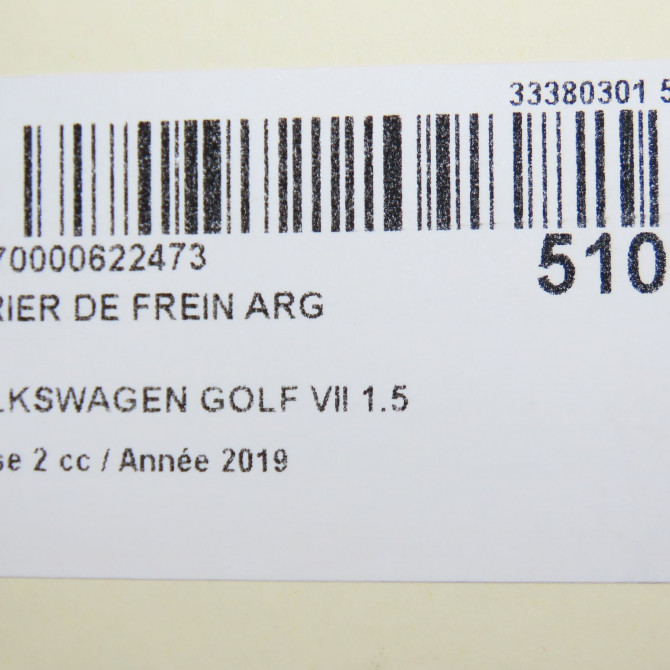 33380301 5
70000622473
510
RIER DE FREIN ARG
LKSWAGEN GOLF VII 1.5
se 2 cc / Année 2019